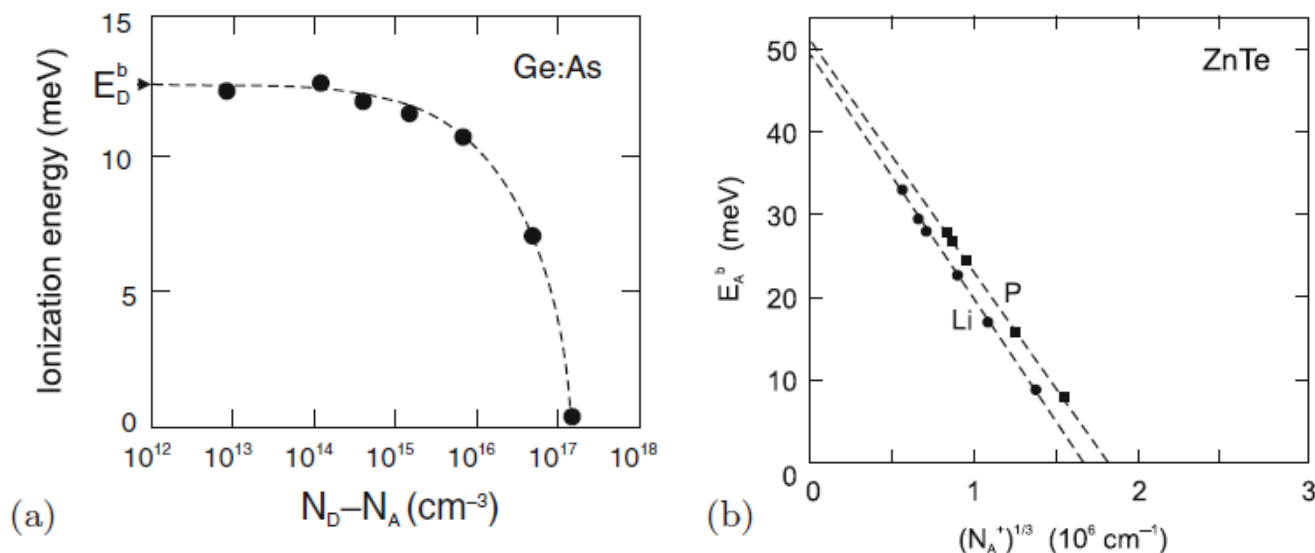 15
10
5
0
Ionization energy (meV)
E_D^b
Ge:As
10^12 10^13 10^14 10^15 10^16 10^17 10^18
N_D–N_A (cm^–3)
(a)
50
40
30
20
10
0
E_A^b (meV)
ZnTe
P
Li
0 1 2 3
(N_A^+)^1/3 (10^6 cm^–1)
(b)